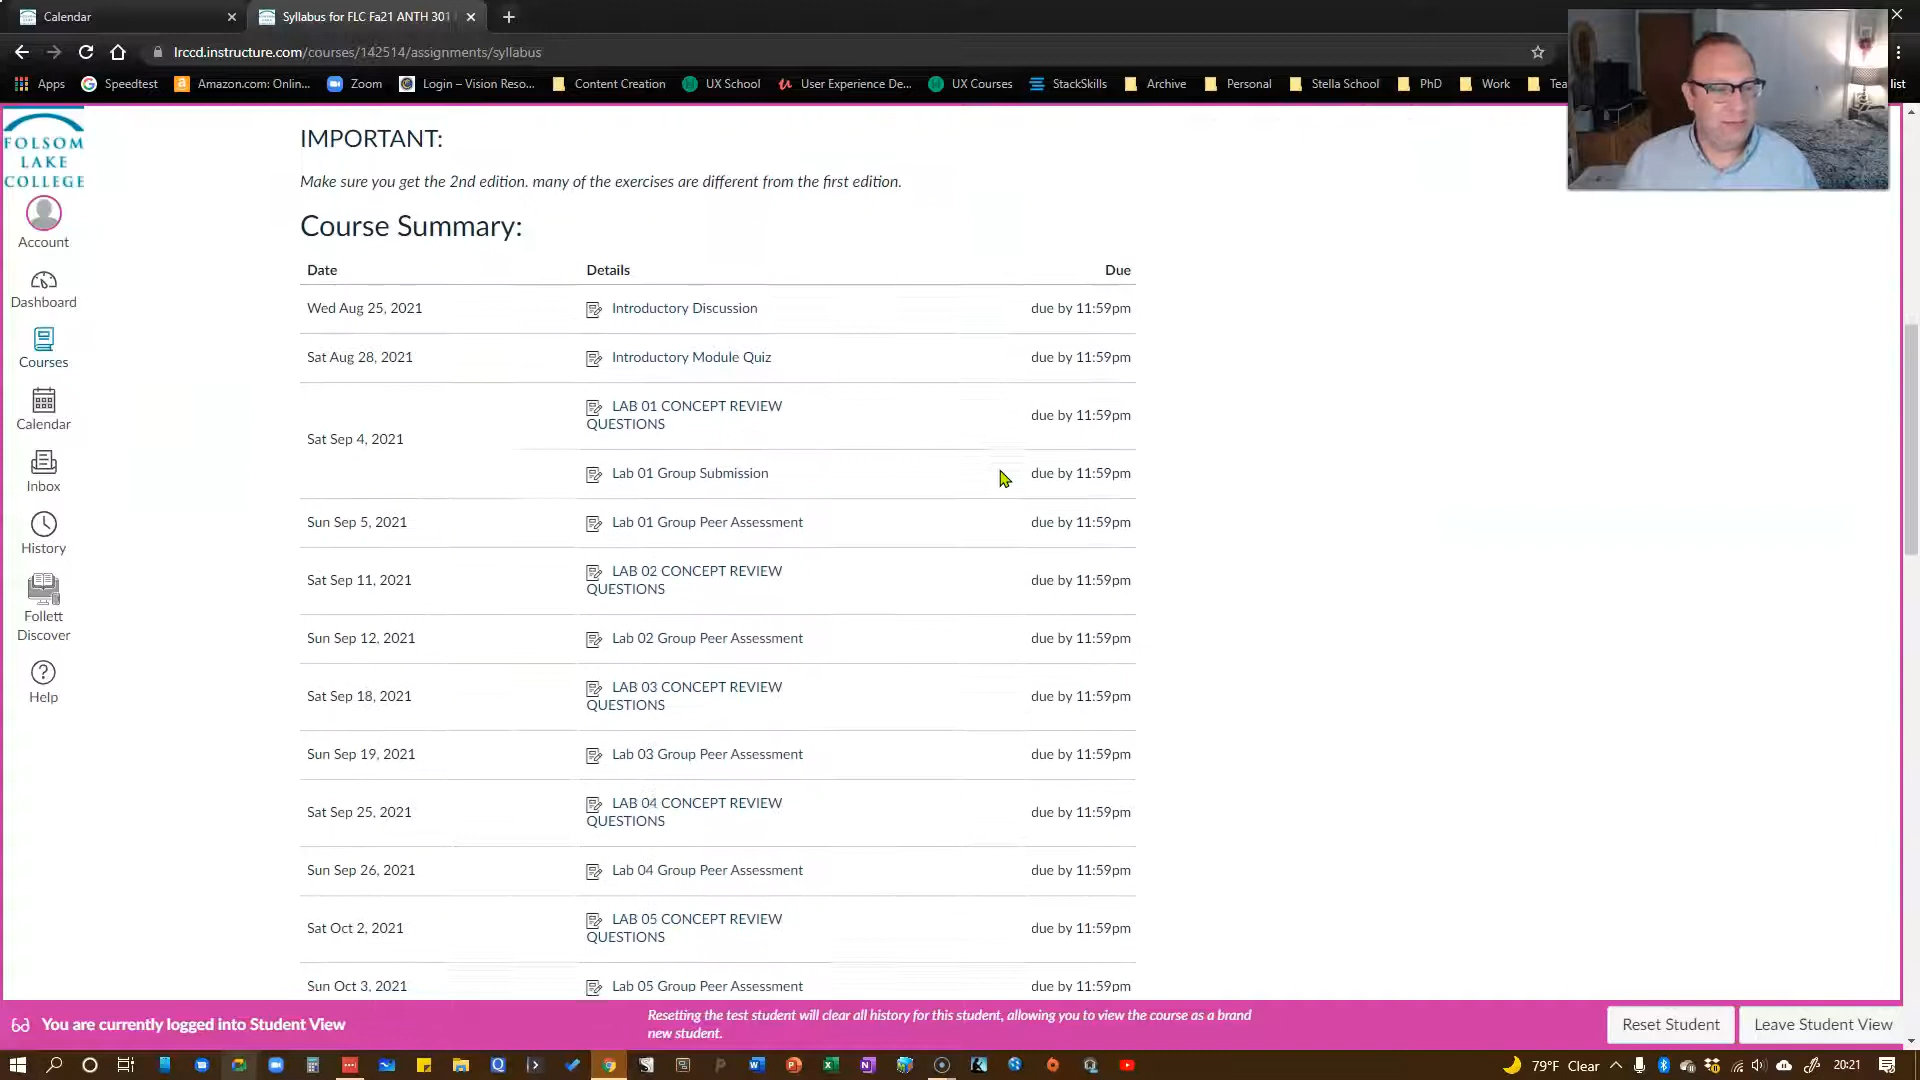 Calendar
Syllabus for FLC Fa21 ANTH 301
lrccd.instructure.com/courses/142514/assignments/syllabus
Apps
Speedtest
Amazon.com: Onlin...
Zoom
Login – Vision Reso...
Content Creation
UX School
User Experience De...
UX Courses
StackSkills
Archive
Personal
Stella School
PhD
Work
Tea
list
FOLSOM
LAKE
COLLEGE
Account
Dashboard
Courses
Calendar
Inbox
History
Follett
Discover
Help
IMPORTANT:
Make sure you get the 2nd edition. many of the exercises are different from the first edition.
Course Summary:
Date Details Due
Wed Aug 25, 2021 Introductory Discussion due by 11:59pm
Sat Aug 28, 2021 Introductory Module Quiz due by 11:59pm
Sat Sep 4, 2021 LAB 01 CONCEPT REVIEW
QUESTIONS due by 11:59pm
Lab 01 Group Submission due by 11:59pm
Sun Sep 5, 2021 Lab 01 Group Peer Assessment due by 11:59pm
Sat Sep 11, 2021 LAB 02 CONCEPT REVIEW
QUESTIONS due by 11:59pm
Sun Sep 12, 2021 Lab 02 Group Peer Assessment due by 11:59pm
Sat Sep 18, 2021 LAB 03 CONCEPT REVIEW
QUESTIONS due by 11:59pm
Sun Sep 19, 2021 Lab 03 Group Peer Assessment due by 11:59pm
Sat Sep 25, 2021 LAB 04 CONCEPT REVIEW
QUESTIONS due by 11:59pm
Sun Sep 26, 2021 Lab 04 Group Peer Assessment due by 11:59pm
Sat Oct 2, 2021 LAB 05 CONCEPT REVIEW
QUESTIONS due by 11:59pm
Sun Oct 3, 2021 Lab 05 Group Peer Assessment due by 11:59pm
You are currently logged into Student View
Resetting the test student will clear all history for this student, allowing you to view the course as a brand
new student.
Reset Student
Leave Student View
79°F Clear
20:21